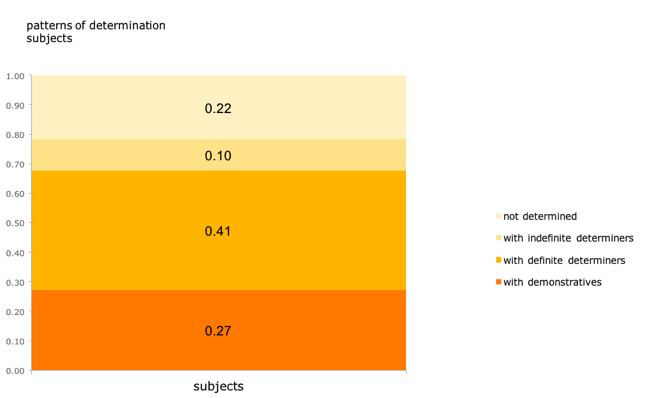 patterns of determination
subjects
1.00
0.90
0.80
0.70
0.60
0.50
0.40
0.30
0.20
0.10
0.00
0.22
0.10
0.41
0.27
subjects
not determined
with indefinite determiners
with definite determiners
with demonstratives